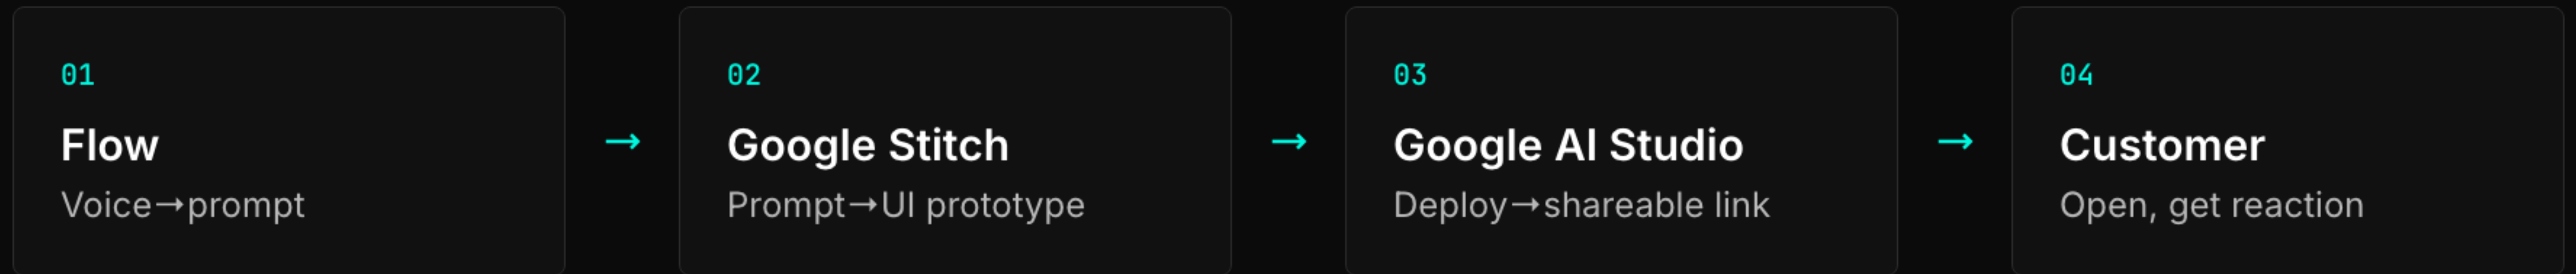 01
Flow
Voice→prompt
→
02
Google Stitch
Prompt→UI prototype
→
03
Google AI Studio
Deploy→shareable link
→
04
Customer
Open, get reaction